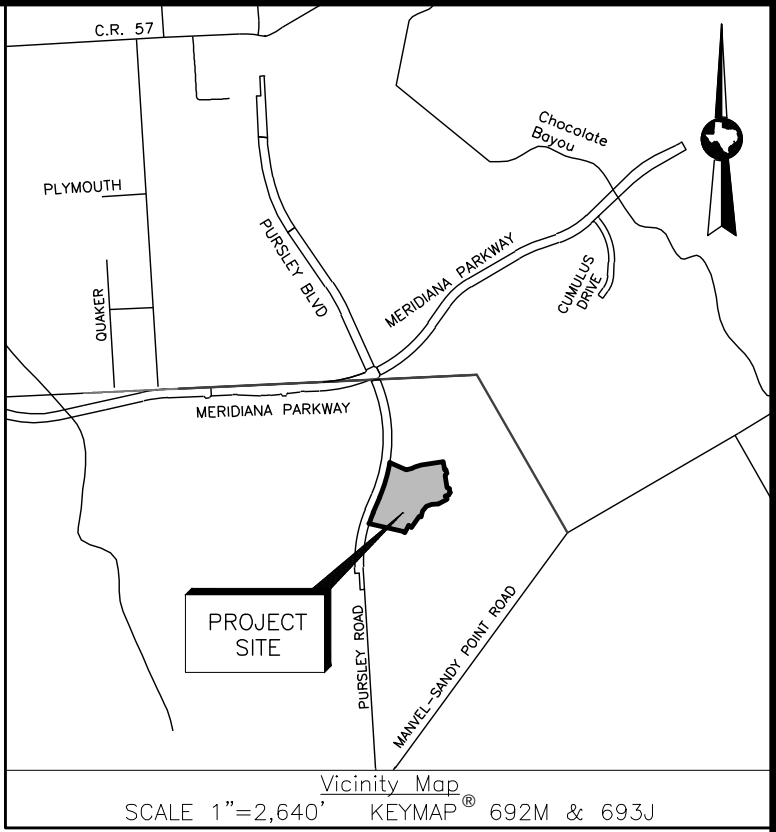 C.R. 57
Chocolate
Bayou
PLYMOUTH
PURSLEY BLVD
MERIDIANA PARKWAY
CUMULUS
DRIVE
QUAKER
MERIDIANA PARKWAY
PROJECT
SITE
PURSLEY ROAD
MANVEL-SANDY POINT ROAD
Vicinity Map
SCALE 1"=2,640' KEYMAP® 692M & 693J